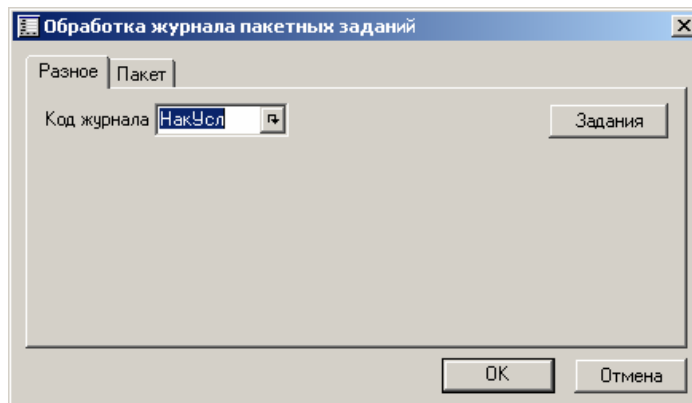 Обработка журнала пакетных заданий
Разное Пакет
Код журнала НакУсл Задания
OK Отмена